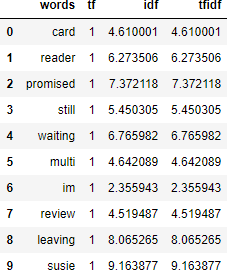 words tf idf tfidf
0 card 1 4.610001 4.610001
1 reader 1 6.273506 6.273506
2 promised 1 7.372118 7.372118
3 still 1 5.450305 5.450305
4 waiting 1 6.765982 6.765982
5 multi 1 4.642089 4.642089
6 im 1 2.355943 2.355943
7 review 1 4.519487 4.519487
8 leaving 1 8.065265 8.065265
9 susie 1 9.163877 9.163877